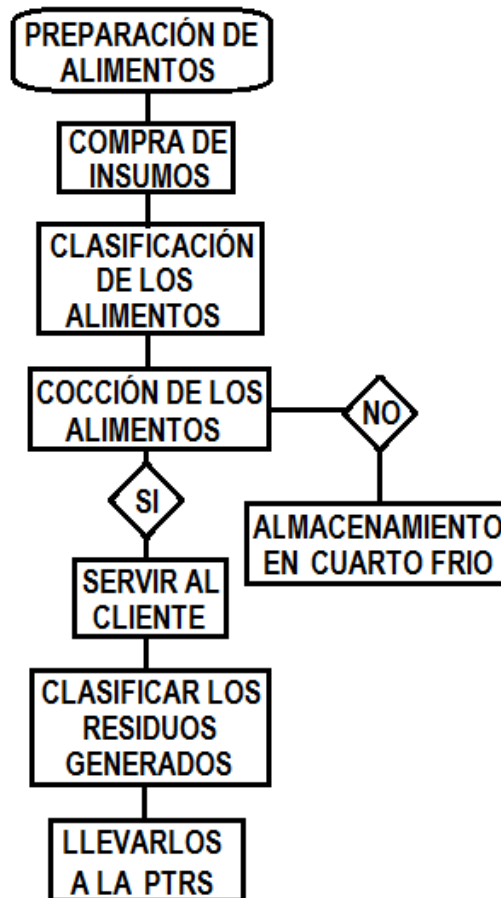 PREPARACIÓN DE
ALIMENTOS
COMPRA DE
INSUMOS
CLASIFICACIÓN
DE LOS
ALIMENTOS
COCCIÓN DE LOS
ALIMENTOS
NO
SI
ALMACENAMIENTO
EN CUARTO FRIO
SERVIR AL
CLIENTE
CLASIFICAR LOS
RESIDUOS
GENERADOS
LLEVARLOS
A LA PTRS